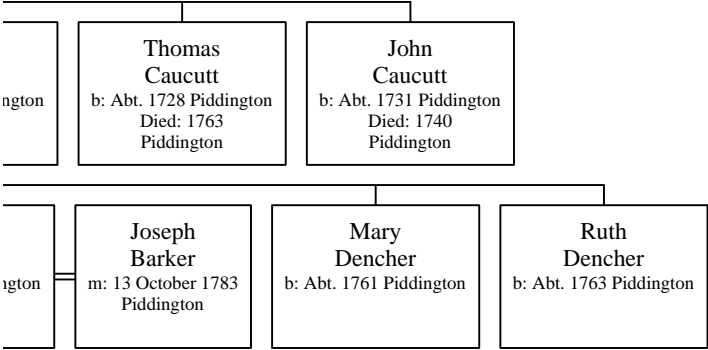 Thomas
Caucutt
b: Abt. 1728 Piddington
Died: 1763
Piddington
John
Caucutt
b: Abt. 1731 Piddington
Died: 1740
Piddington
Joseph
Barker
m: 13 October 1783
Piddington
Mary
Dencher
b: Abt. 1761 Piddington
Ruth
Dencher
b: Abt. 1763 Piddington